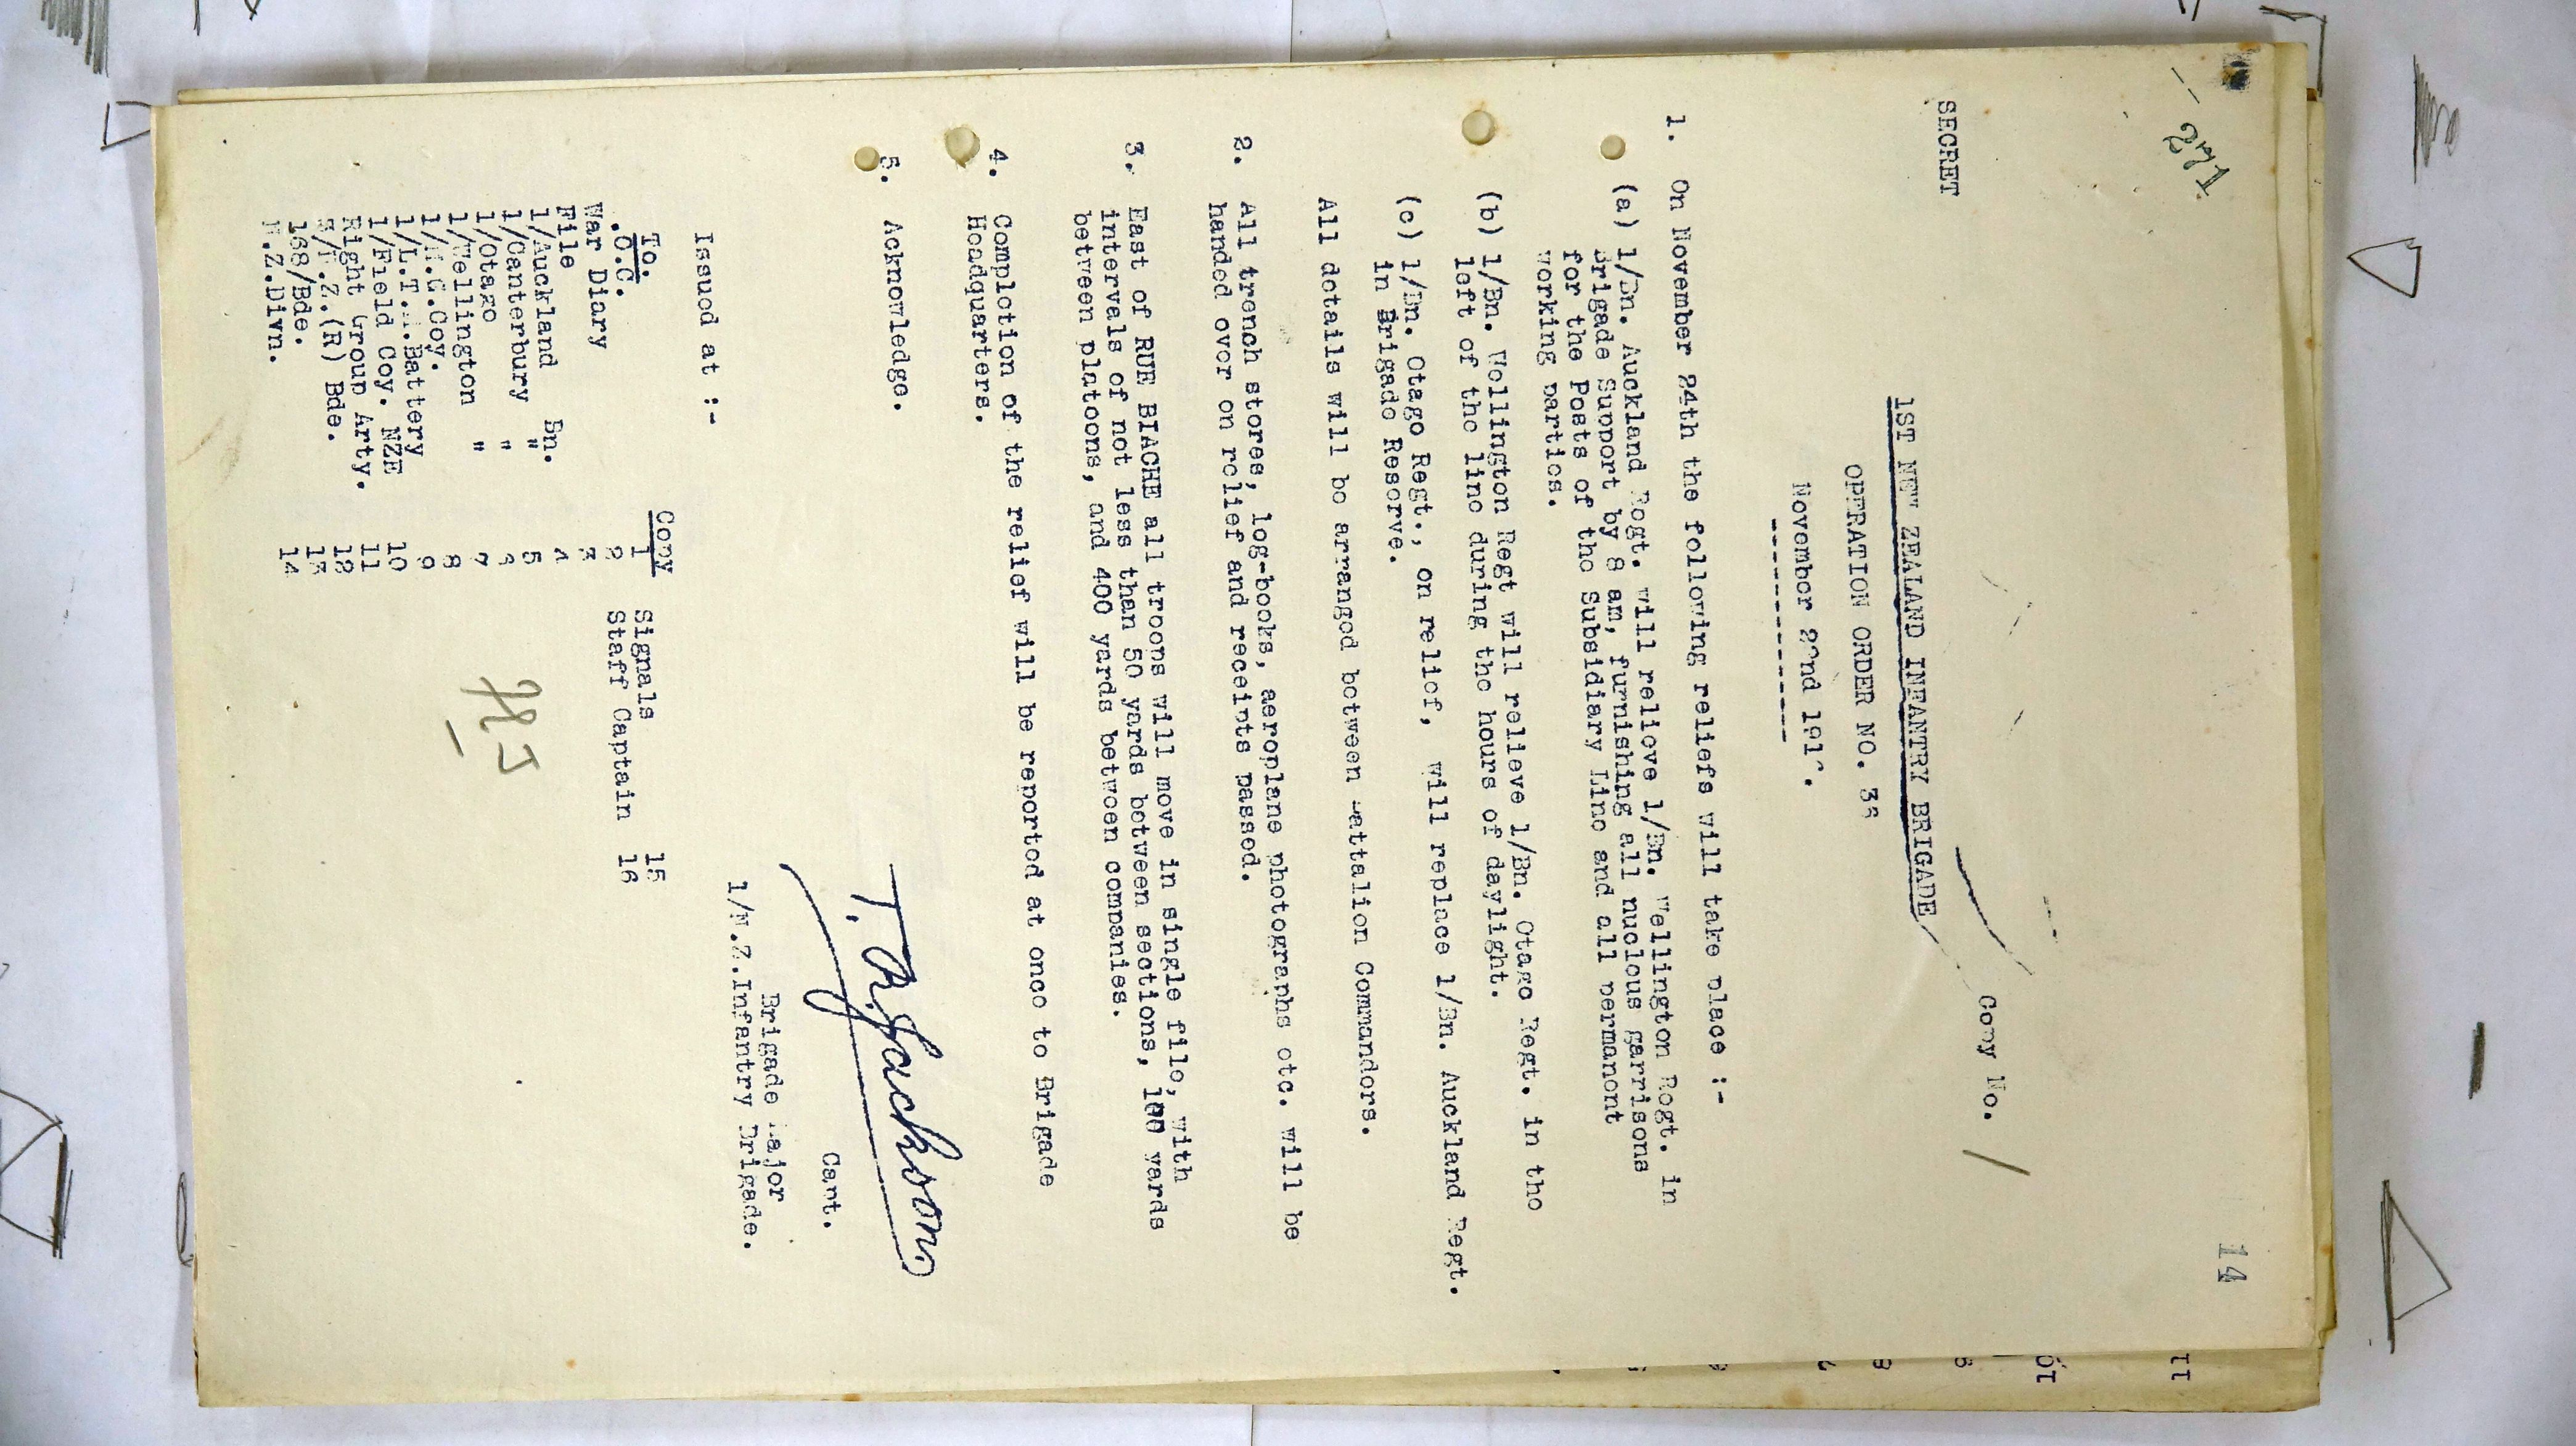 14
SECRET
Copy No. /
1ST NEW ZEALAND INFANTRY BRIGADE
OPERATION ORDER NO. 36
November 22nd 191
1. On November 24th the following reliefs will take place :-
(a) 1/Bn. Auckland Regt. will relieve 1/Bn. Wellington Regt. in
Brigade Support by 8 am, furnishing all nucleus garrisons
for the Posts of the Subsidiary Line and all permanent
working parties.
(b) 1/Bn. Wellington Regt will relieve 1/Bn. Otago Regt. in the
left of the line during the hours of daylight.
(c) 1/Bn. Otago Regt., on relief, will replace 1/Bn. Auckland Regt.
in Brigade Reserve.
All details will be arranged between Battalion Commanders.
2. All trench stores, log-books, aeroplane photographs etc. will be
handed over on relief and receipts passed.
3. East of RUE BIACHE all troops will move in single file, with
intervals of not less than 50 yards between sections, 100 yards
between platoons, and 400 yards between companies.
4. Completion of the relief will be reported at once to Brigade
Headquarters.
5. Acknowledge.
T. R. Jackson
Capt.
Brigade Major
1/N.Z.Infantry Brigade.
Issued at :-
To. Copy
.O.C. 1 Signals 15
War Diary 2 Staff Captain 16
File 3
1/Auckland Bn. 4
1/Canterbury " 5
1/Otago " 6
1/Wellington " 7
1/M.G.Coy. 8
1/L.T.M.Battery 9
1/Field Coy. NZE 10
Right Group Arty. 11
3/N.Z.(R) Bde. 12
188/Bde. 13
N.Z.Divn. 14
11
10
8
8
7